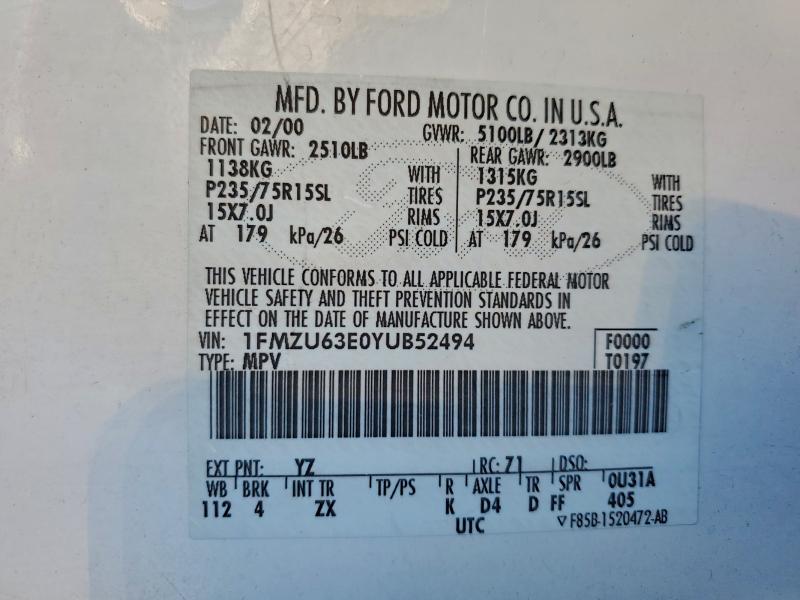 MFD. BY FORD MOTOR CO. IN U.S.A.
DATE: 02/00 GVWR: 5100LB/ 2313KG
FRONT GAWR: 2510LB REAR GAWR: 2900LB
1138KG WITH 1315KG WITH
P235/75R15SL TIRES P235/75R15SL TIRES
15X7.0J RIMS 15X7.0J RIMS
AT 179 kPa/26 PSI COLD AT 179 kPa/26 PSI COLD
THIS VEHICLE CONFORMS TO ALL APPLICABLE FEDERAL MOTOR
VEHICLE SAFETY AND THEFT PREVENTION STANDARDS IN
EFFECT ON THE DATE OF MANUFACTURE SHOWN ABOVE.
VIN: 1FMZU63E0YUB52494 F0000
TYPE: MPV T0197
EXT PNT: YZ RC: 71 DSO:
WB BRK INT TR TP/PS R AXLE TR SPR 0U31A
112 4 ZX K D4 D FF 405
UTC ▽F85B-1520472-AB